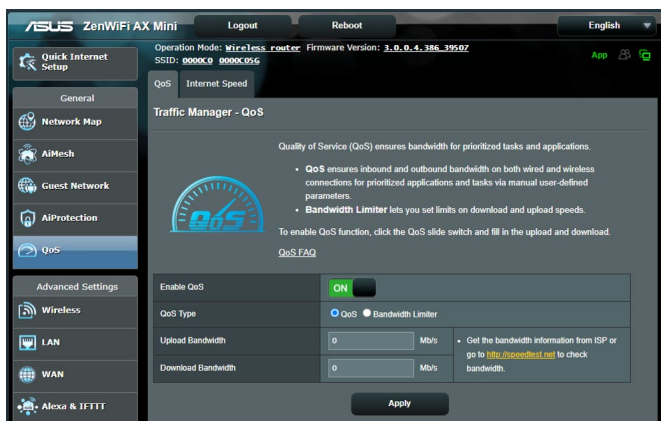 ASUS ZenWiFi AX Mini Logout Reboot English
Operation Mode: Wireless router Firmware Version: 3.0.0.4.386_39507
SSID: 0000C0 0000C05G
App
Quick Internet
Setup
QoS Internet Speed
General
Network Map
AiMesh
Guest Network
AiProtection
QoS
Advanced Settings
Wireless
LAN
WAN
Alexa & IFTTT
Traffic Manager - QoS
QoS
Quality of Service (QoS) ensures bandwidth for prioritized tasks and applications.
• QoS ensures inbound and outbound bandwidth on both wired and wireless
connections for prioritized applications and tasks via manual user-defined
parameters.
• Bandwidth Limiter lets you set limits on download and upload speeds.
To enable QoS function, click the QoS slide switch and fill in the upload and download.
QoS FAQ
Enable QoS ON
QoS Type QoS Bandwidth Limiter
Upload Bandwidth 0 Mb/s
Download Bandwidth 0 Mb/s
• Get the bandwidth information from ISP or
go to http://speedtest.net to check
bandwidth.
Apply